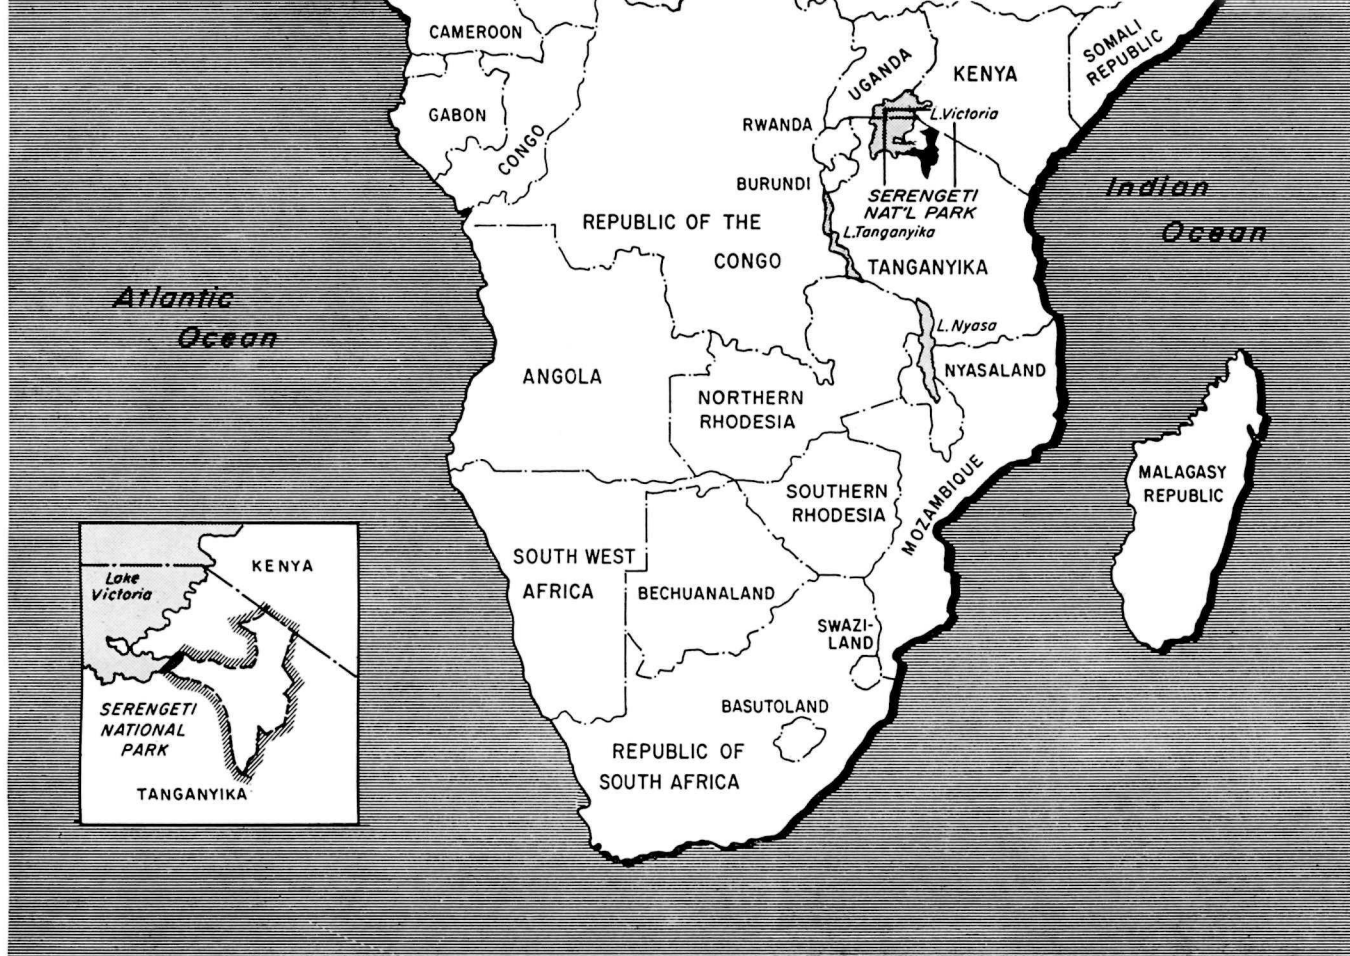 CAMEROON
SOMALI
REPUBLIC
KENYA
UGANDA
GABON
CONGO
L.Victoria
RWANDA
BURUNDI
SERENGETI
NAT'L PARK
Indian
Ocean
REPUBLIC OF THE
CONGO
L.Tanganyika
TANGANYIKA
Atlantic
Ocean
L. Nyasa
NYASALAND
ANGOLA
NORTHERN
RHODESIA
MALAGASY
REPUBLIC
SOUTHERN
RHODESIA
MOZAMBIQUE
SOUTH WEST
AFRICA
BECHUANALAND
SWAZI-
LAND
BASUTOLAND
REPUBLIC OF
SOUTH AFRICA
KENYA
Lake
Victoria
SERENGETI
NATIONAL
PARK
TANGANYIKA